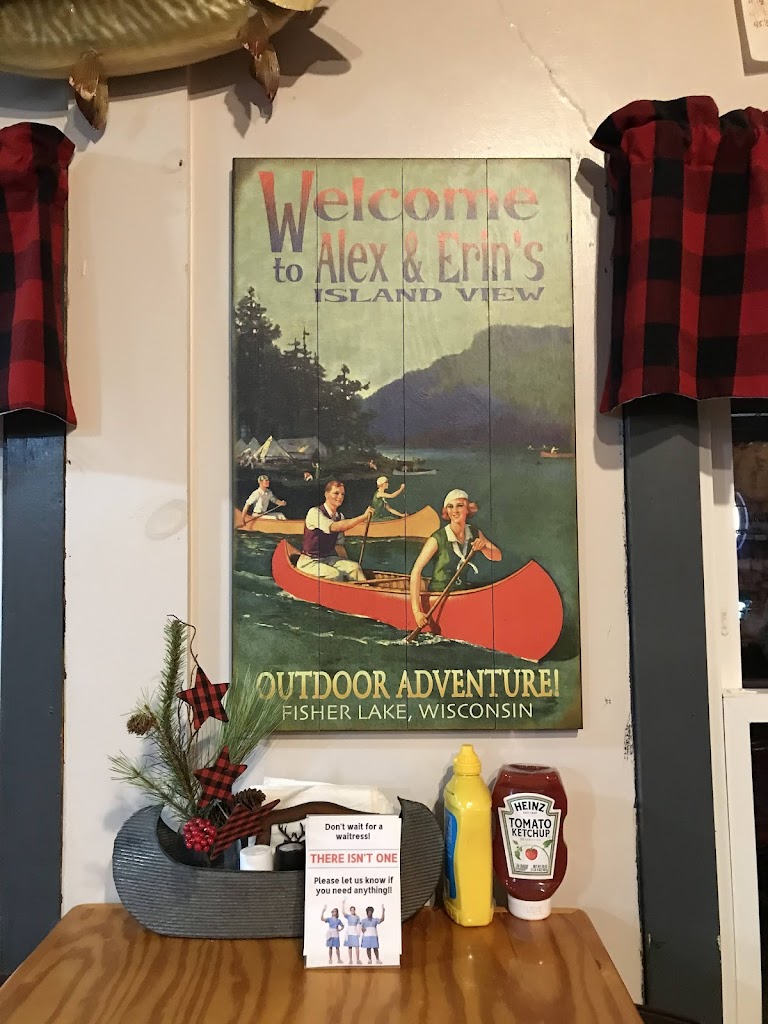 Welcome
to Alex & Erin's
ISLAND VIEW
OUTDOOR ADVENTURE!
FISHER LAKE, WISCONSIN
Don't wait for a
waitress!
THERE ISN'T ONE
Please let us know if
you need anything!!
HEINZ
TOMATO
KETCHUP